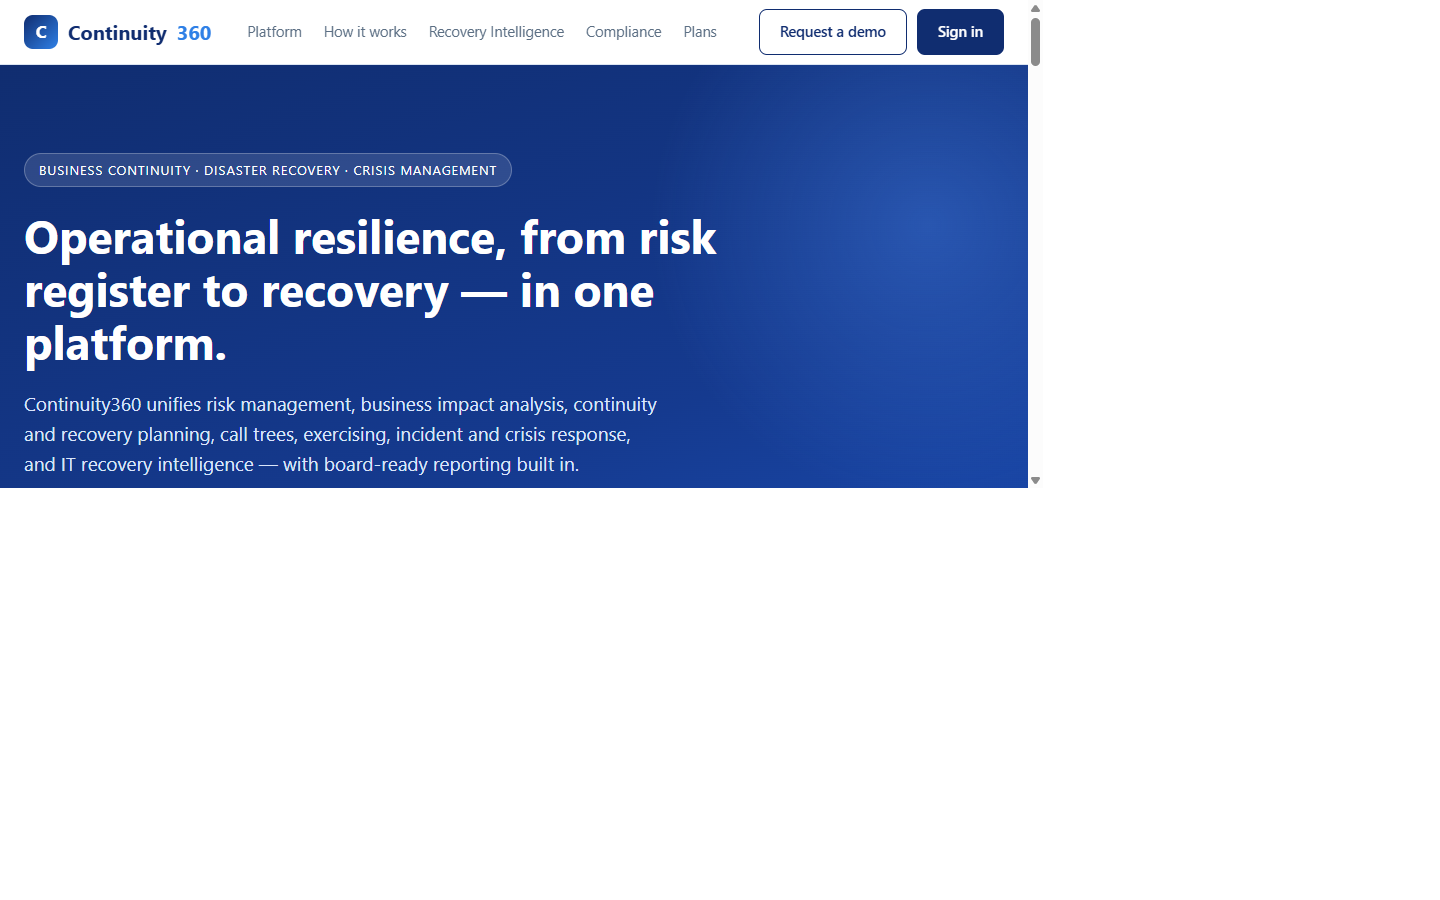 C Continuity 360 Platform How it works Recovery Intelligence Compliance Plans Request a demo Sign in
BUSINESS CONTINUITY · DISASTER RECOVERY · CRISIS MANAGEMENT
Operational resilience, from risk
register to recovery — in one
platform.
Continuity360 unifies risk management, business impact analysis, continuity
and recovery planning, call trees, exercising, incident and crisis response,
and IT recovery intelligence — with board-ready reporting built in.